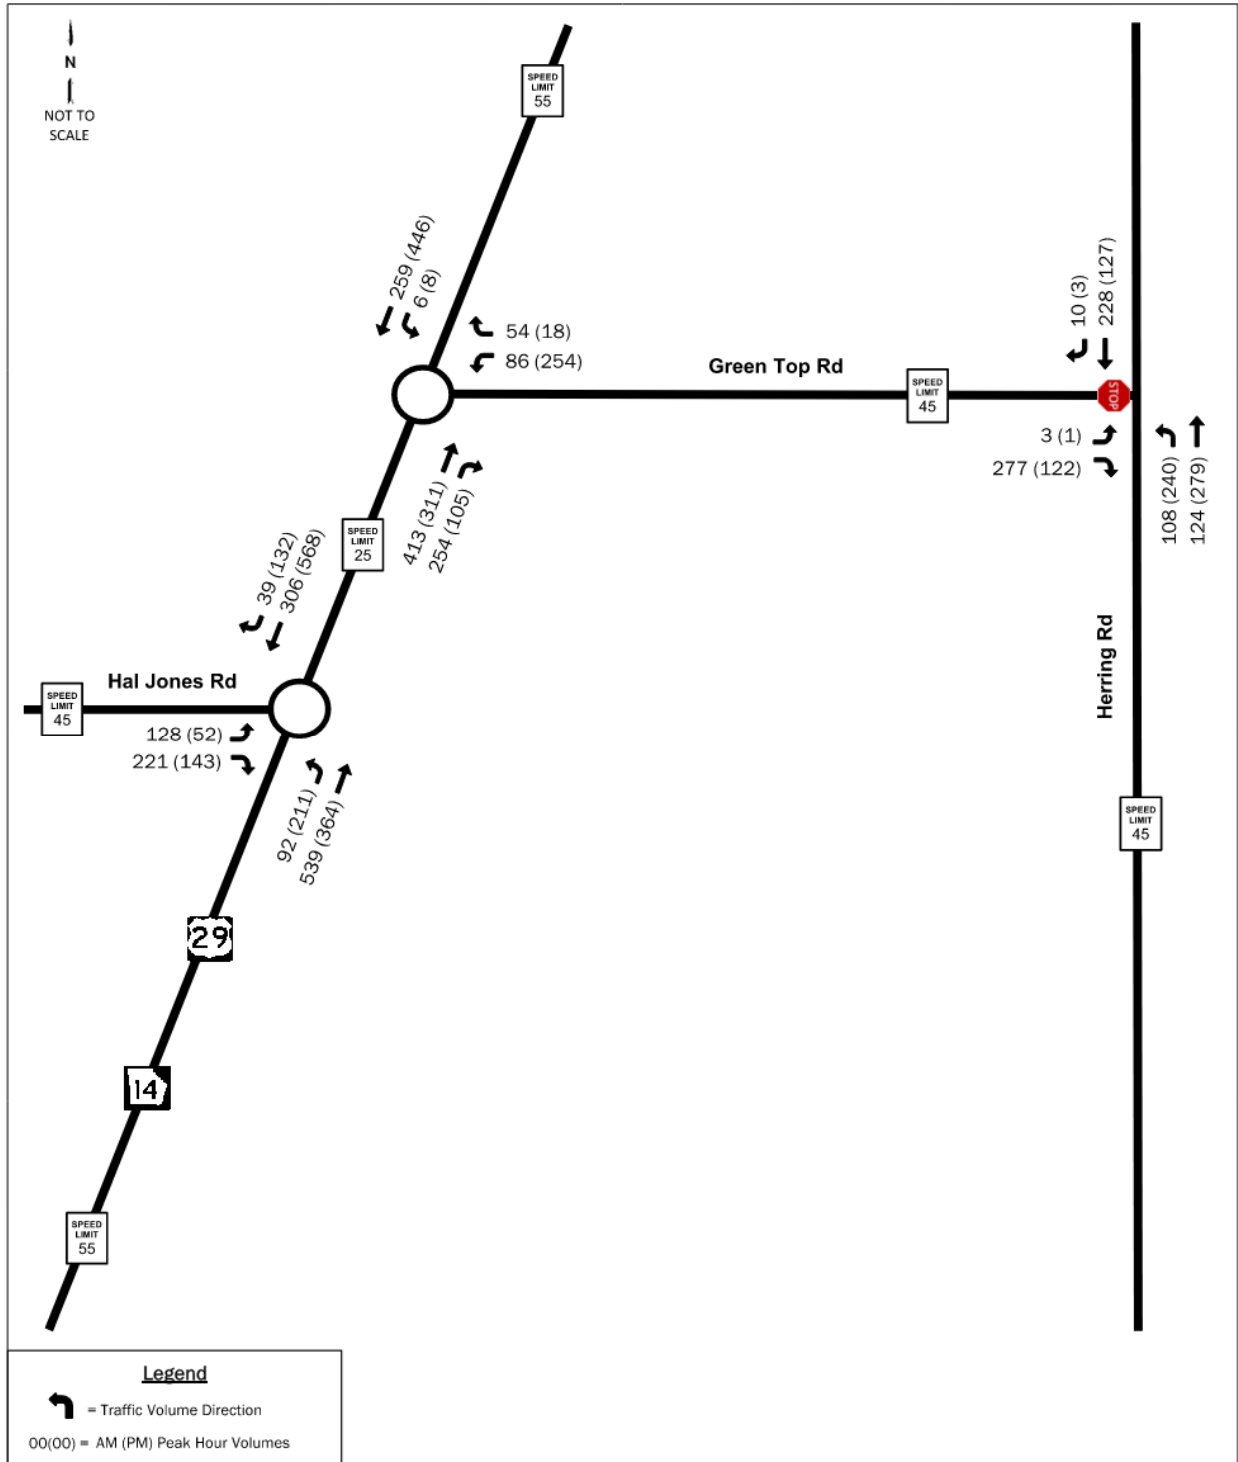 N
NOT TO
SCALE
SPEED
LIMIT
55
259 (446)
6 (8)
54 (18)
86 (254)
Green Top Rd
SPEED
LIMIT
45
10 (3)
228 (127)
STOP
3 (1)
277 (122)
108 (240)
124 (279)
413 (311)
254 (105)
SPEED
LIMIT
25
39 (132)
306 (568)
Hal Jones Rd
SPEED
LIMIT
45
128 (52)
221 (143)
92 (211)
539 (364)
Herring Rd
SPEED
LIMIT
45
29
14
SPEED
LIMIT
55
Legend
= Traffic Volume Direction
00(00) = AM (PM) Peak Hour Volumes